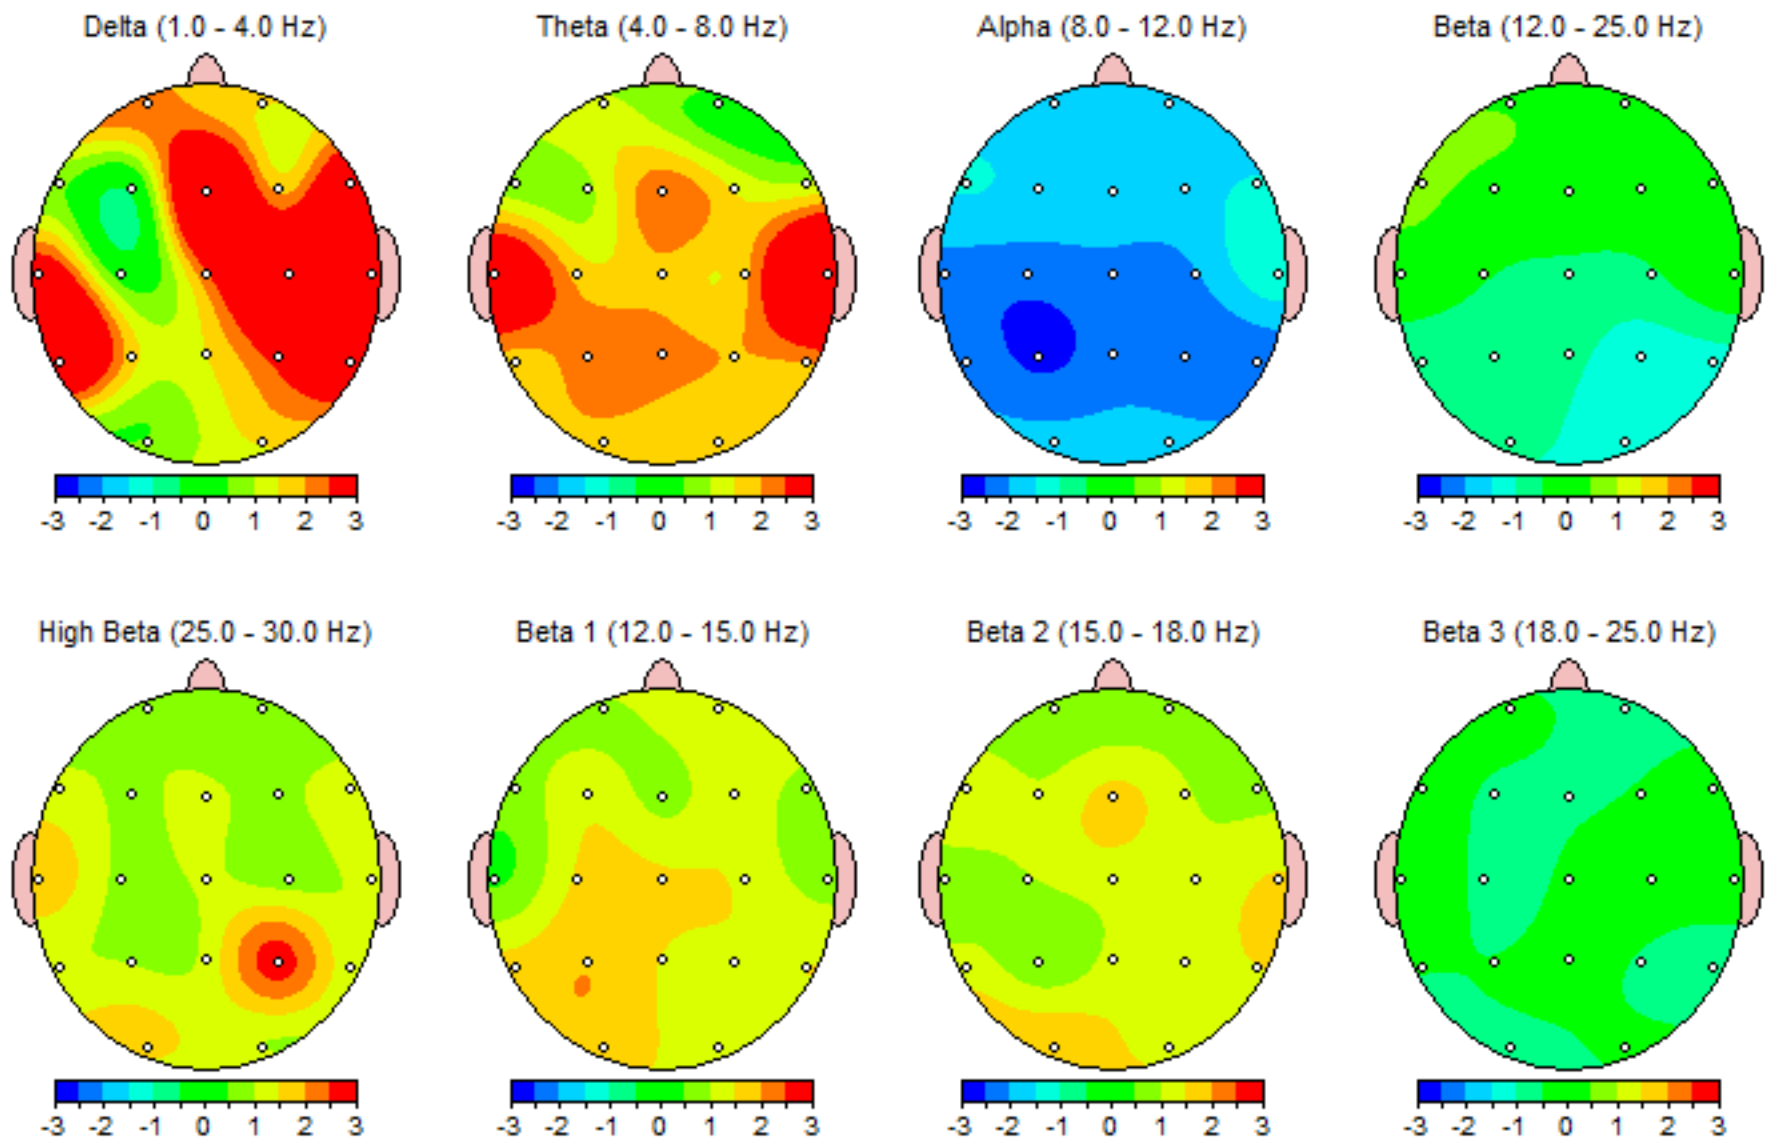 Delta (1.0 - 4.0 Hz) Theta (4.0 - 8.0 Hz) Alpha (8.0 - 12.0 Hz) Beta (12.0 - 25.0 Hz)
-3 -2 -1 0 1 2 3 -3 -2 -1 0 1 2 3 -3 -2 -1 0 1 2 3 -3 -2 -1 0 1 2 3
High Beta (25.0 - 30.0 Hz) Beta 1 (12.0 - 15.0 Hz) Beta 2 (15.0 - 18.0 Hz) Beta 3 (18.0 - 25.0 Hz)
-3 -2 -1 0 1 2 3 -3 -2 -1 0 1 2 3 -3 -2 -1 0 1 2 3 -3 -2 -1 0 1 2 3